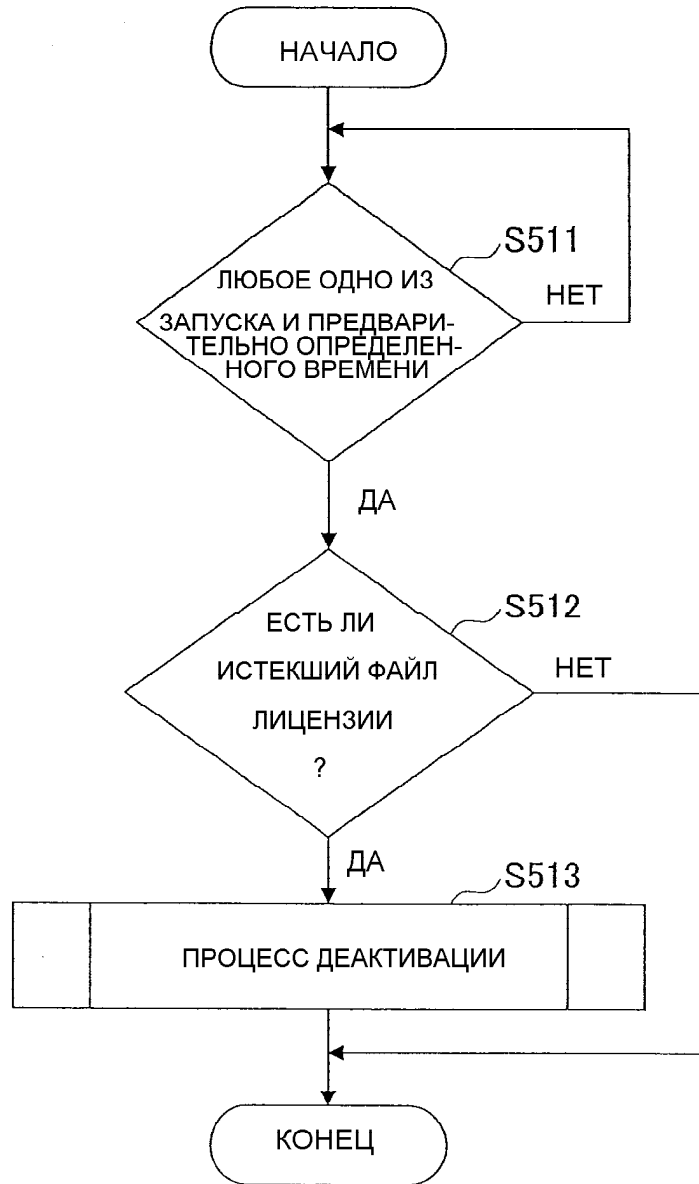 НАЧАЛО
S511
ЛЮБОЕ ОДНО ИЗ
ЗАПУСКА И ПРЕДВАРИ-
ТЕЛЬНО ОПРЕДЕЛЕН-
НОГО ВРЕМЕНИ
НЕТ
ДА
S512
ЕСТЬ ЛИ
ИСТЕКШИЙ ФАЙЛ
ЛИЦЕНЗИИ
?
НЕТ
ДА
S513
ПРОЦЕСС ДЕАКТИВАЦИИ
КОНЕЦ